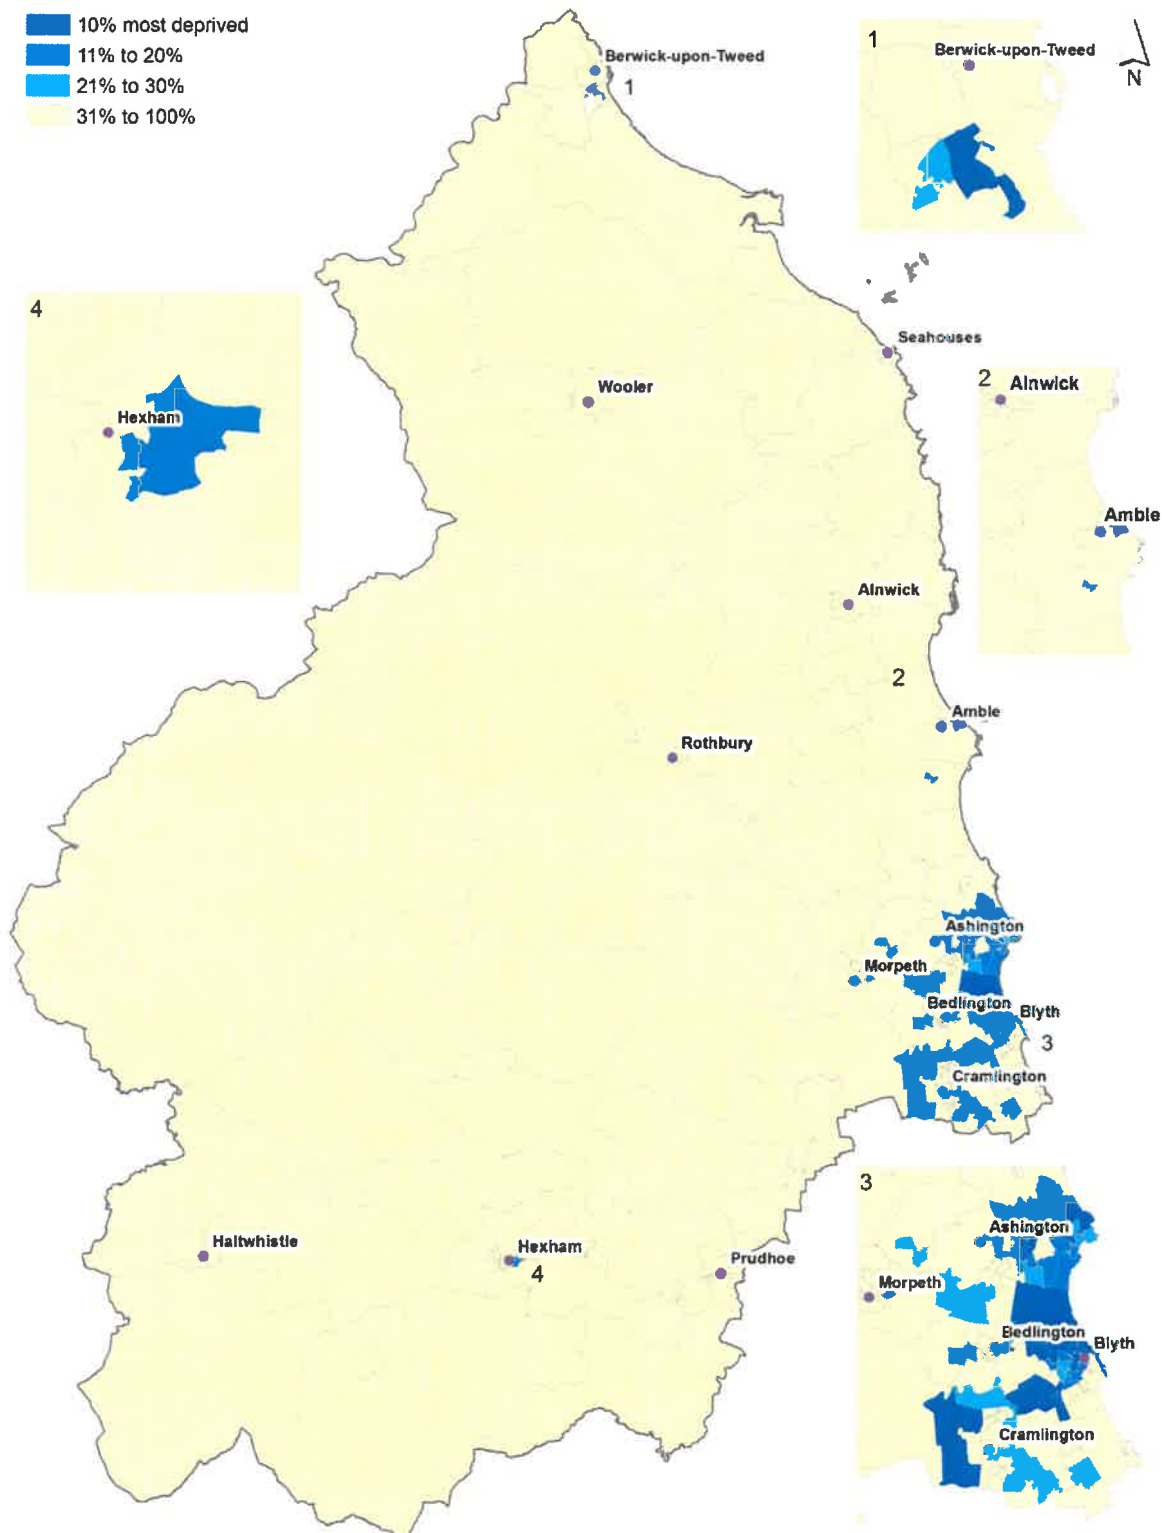 10% most deprived
11% to 20%
21% to 30%
31% to 100%
Berwick-upon-Tweed
1
1
Berwick-upon-Tweed
N
4
Hexham
Seahouses
Wooler
2
Alnwick
Amble
Alnwick
2
Amble
Rothbury
Ashington
Morpeth
Bedlington
Blyth
3
Cramlington
3
Ashington
Morpeth
Bedlington
Blyth
Cramlington
Haltwhistle
Hexham
4
Prudhoe